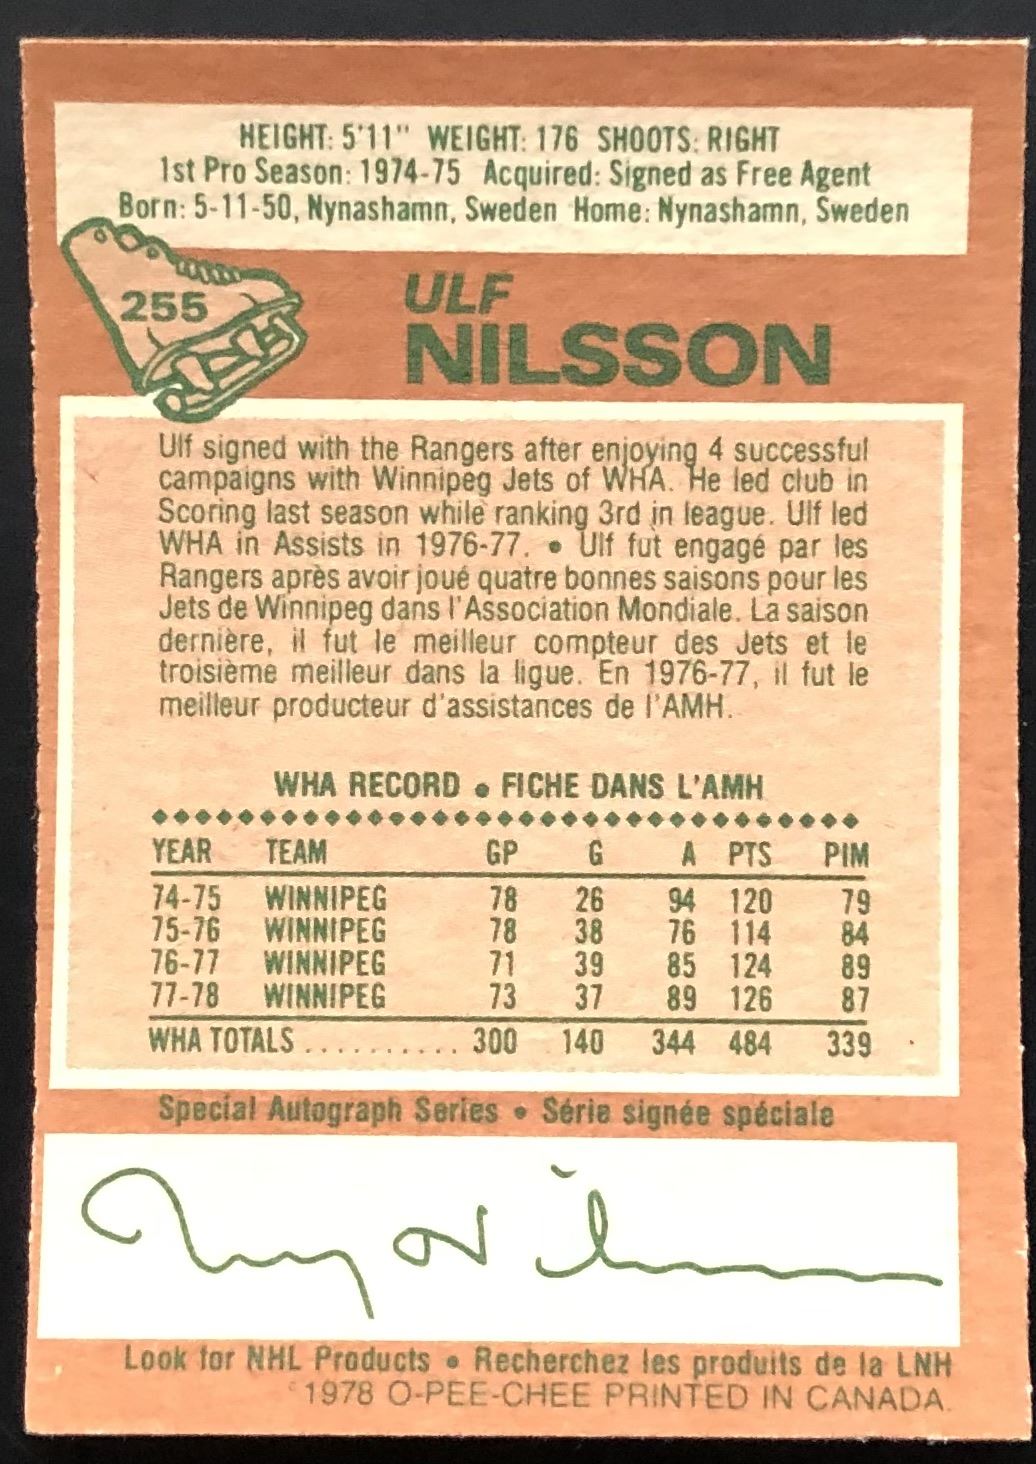 HEIGHT: 5'11" WEIGHT: 176 SHOOTS: RIGHT
1st Pro Season: 1974-75 Acquired: Signed as Free Agent
Born: 5-11-50, Nynashamn, Sweden Home: Nynashamn, Sweden
255
ULF
NILSSON
Ulf signed with the Rangers after enjoying 4 successful
campaigns with Winnipeg Jets of WHA. He led club in
Scoring last season while ranking 3rd in league. Ulf led
WHA in Assists in 1976-77. • Ulf fut engagé par les
Rangers après avoir joué quatre bonnes saisons pour les
Jets de Winnipeg dans l'Association Mondiale. La saison
dernière, il fut le meilleur compteur des Jets et le
troisième meilleur dans la ligue. En 1976-77, il fut le
meilleur producteur d'assistances de l'AMH.
WHA RECORD • FICHE DANS L'AMH
YEAR TEAM GP G A PTS PIM
74-75 WINNIPEG 78 26 94 120 79
75-76 WINNIPEG 78 38 76 114 84
76-77 WINNIPEG 71 39 85 124 89
77-78 WINNIPEG 73 37 89 126 87
WHA TOTALS .......... 300 140 344 484 339
Special Autograph Series • Série signée spéciale
Look for NHL Products • Recherchez les produits de la LNH
©1978 O-PEE-CHEE PRINTED IN CANADA.